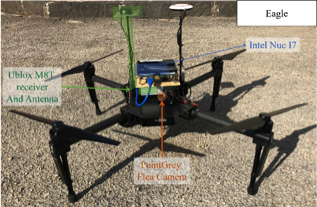 Eagle
Intel Nuc I7
Ublox M8T
receiver
And Antenna
PointGrey
Flea Camera